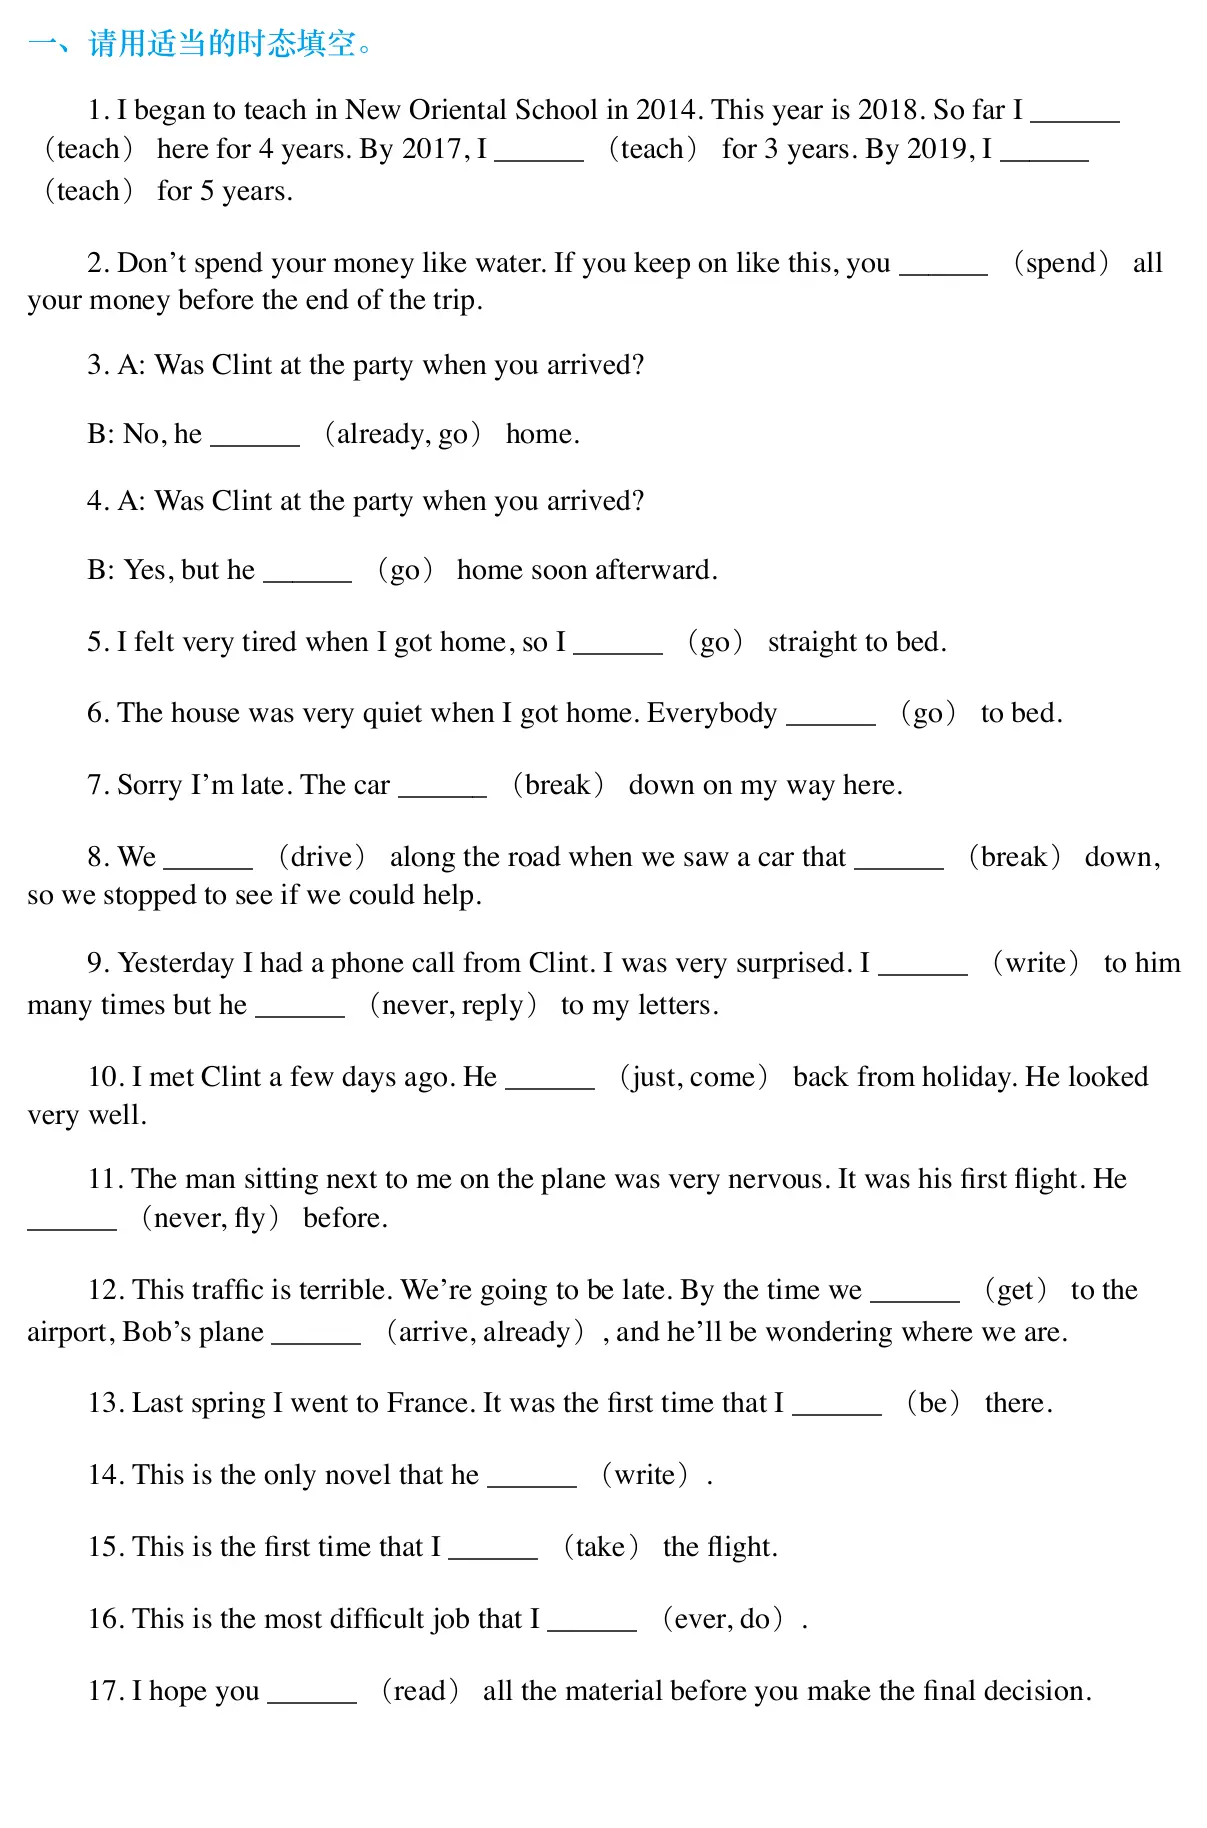 一、请用适当的时态填空。
1. I began to teach in New Oriental School in 2014. This year is 2018. So far I ______
（teach） here for 4 years. By 2017, I ______ （teach） for 3 years. By 2019, I ______
（teach） for 5 years.
2. Don’t spend your money like water. If you keep on like this, you ______ （spend） all
your money before the end of the trip.
3. A: Was Clint at the party when you arrived?
B: No, he ______ （already, go） home.
4. A: Was Clint at the party when you arrived?
B: Yes, but he ______ （go） home soon afterward.
5. I felt very tired when I got home, so I ______ （go） straight to bed.
6. The house was very quiet when I got home. Everybody ______ （go） to bed.
7. Sorry I’m late. The car ______ （break） down on my way here.
8. We ______ （drive） along the road when we saw a car that ______ （break） down,
so we stopped to see if we could help.
9. Yesterday I had a phone call from Clint. I was very surprised. I ______ （write） to him
many times but he ______ （never, reply） to my letters.
10. I met Clint a few days ago. He ______ （just, come） back from holiday. He looked
very well.
11. The man sitting next to me on the plane was very nervous. It was his first flight. He
______ （never, fly） before.
12. This traffic is terrible. We’re going to be late. By the time we ______ （get） to the
airport, Bob’s plane ______ （arrive, already）, and he’ll be wondering where we are.
13. Last spring I went to France. It was the first time that I ______ （be） there.
14. This is the only novel that he ______ （write）.
15. This is the first time that I ______ （take） the flight.
16. This is the most difficult job that I ______ （ever, do）.
17. I hope you ______ （read） all the material before you make the final decision.